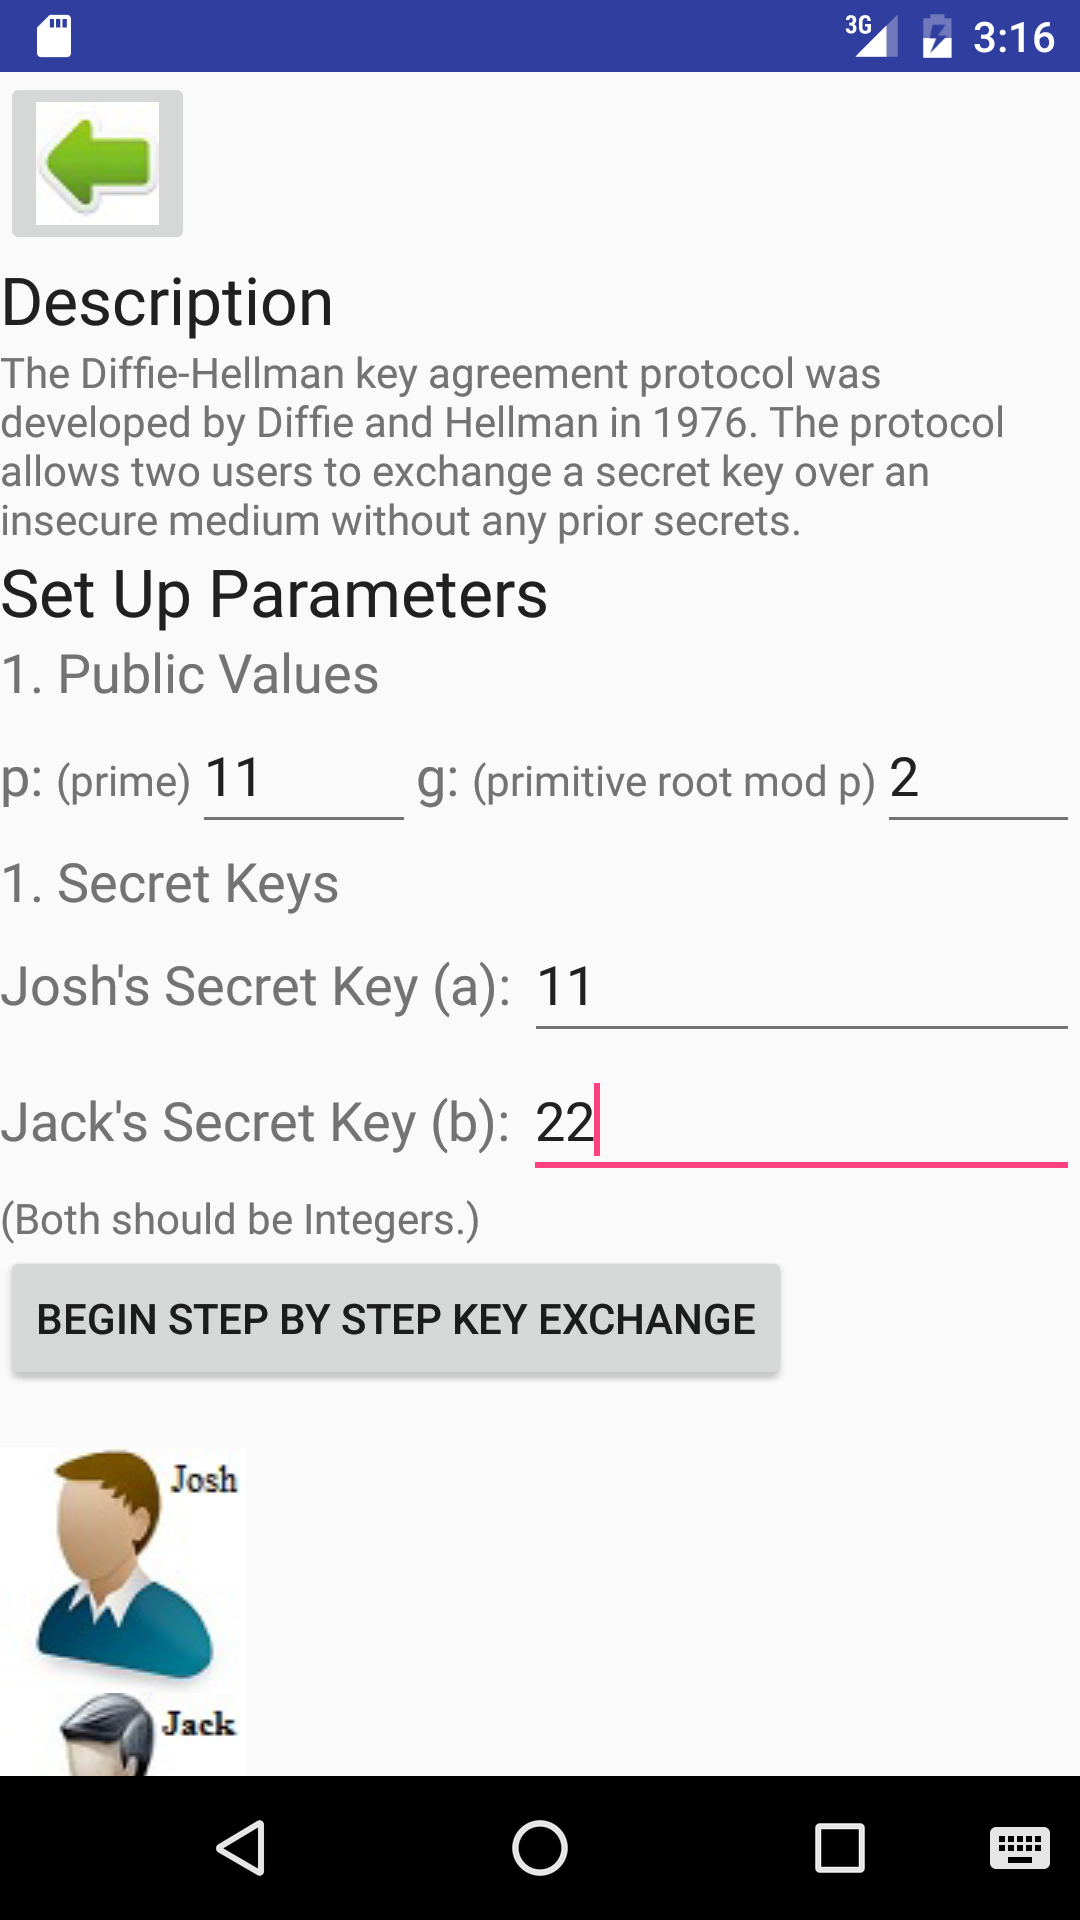 3G 3:16
Description
The Diffie-Hellman key agreement protocol was
developed by Diffie and Hellman in 1976. The protocol
allows two users to exchange a secret key over an
insecure medium without any prior secrets.
Set Up Parameters
1. Public Values
p: (prime) 11 g: (primitive root mod p) 2
1. Secret Keys
Josh's Secret Key (a): 11
Jack's Secret Key (b): 22
(Both should be Integers.)
BEGIN STEP BY STEP KEY EXCHANGE
Josh
Jack